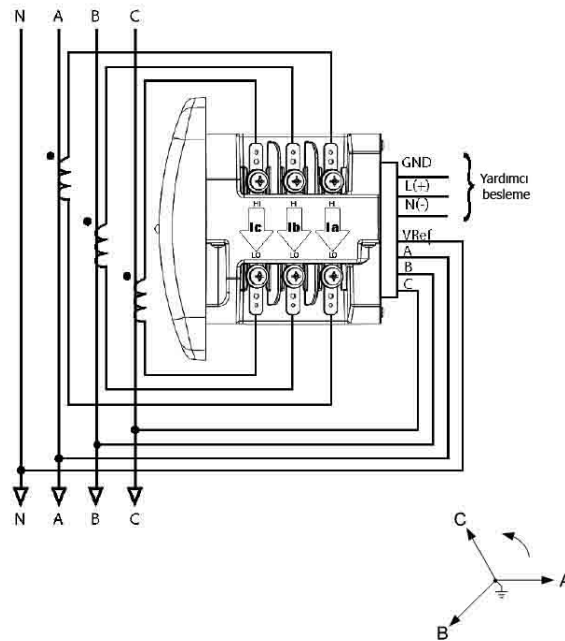 N A B C
GND
L(+)
N(-)
Yardımcı
besleme
VRef
A
B
C
HI HI HI
Ic Ib Ia
LO LO LO
N A B C
C
A
B